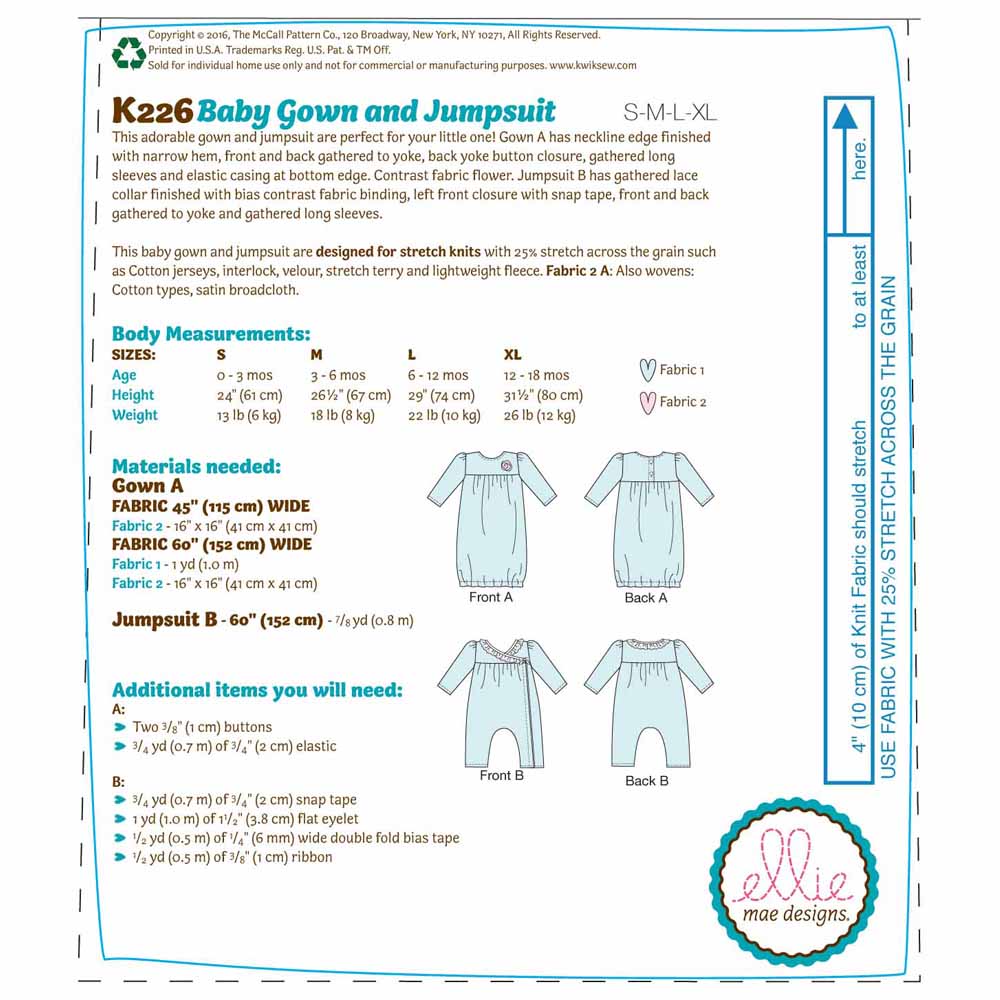 Copyright © 2016, The McCall Pattern Co., 120 Broadway, New York, NY 10271, All Rights Reserved.
Printed in U.S.A. Trademarks Reg. U.S. Pat. & TM Off.
Sold for individual home use only and not for commercial or manufacturing purposes. www.kwiksew.com
K226 Baby Gown and Jumpsuit S-M-L-XL
This adorable gown and jumpsuit are perfect for your little one! Gown A has neckline edge finished
with narrow hem, front and back gathered to yoke, back yoke button closure, gathered long
sleeves and elastic casing at bottom edge. Contrast fabric flower. Jumpsuit B has gathered lace
collar finished with bias contrast fabric binding, left front closure with snap tape, front and back
gathered to yoke and gathered long sleeves.
This baby gown and jumpsuit are designed for stretch knits with 25% stretch across the grain such
as Cotton jerseys, interlock, velour, stretch terry and lightweight fleece. Fabric 2 A: Also wovens:
Cotton types, satin broadcloth.
Body Measurements:
SIZES: S M L XL
Age 0 - 3 mos 3 - 6 mos 6 - 12 mos 12 - 18 mos
Height 24" (61 cm) 26½" (67 cm) 29" (74 cm) 31½" (80 cm)
Weight 13 lb (6 kg) 18 lb (8 kg) 22 lb (10 kg) 26 lb (12 kg)
Fabric 1
Fabric 2
Materials needed:
Gown A
FABRIC 45" (115 cm) WIDE
Fabric 2 - 16" x 16" (41 cm x 41 cm)
FABRIC 60" (152 cm) WIDE
Fabric 1 - 1 yd (1.0 m)
Fabric 2 - 16" x 16" (41 cm x 41 cm)
Jumpsuit B - 60" (152 cm) - 7/8 yd (0.8 m)
Front A
Back A
Front B
Back B
Additional items you will need:
A:
Two 3/8" (1 cm) buttons
3/4 yd (0.7 m) of 3/4" (2 cm) elastic
B:
3/4 yd (0.7 m) of 3/4" (2 cm) snap tape
1 yd (1.0 m) of 1 1/2" (3.8 cm) flat eyelet
1/2 yd (0.5 m) of 1/4" (6 mm) wide double fold bias tape
1/2 yd (0.5 m) of 3/8" (1 cm) ribbon
4" (10 cm) of Knit Fabric should stretch to at least here.
USE FABRIC WITH 25% STRETCH ACROSS THE GRAIN
ellie
mae designs.